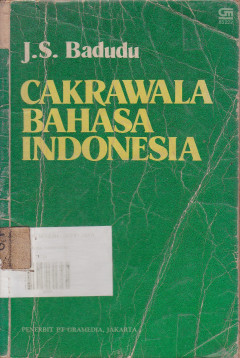 J.S. Badudu
CAKRAWALA
BAHASA
INDONESIA
PENERBIT PT GRAMEDIA, JAKARTA